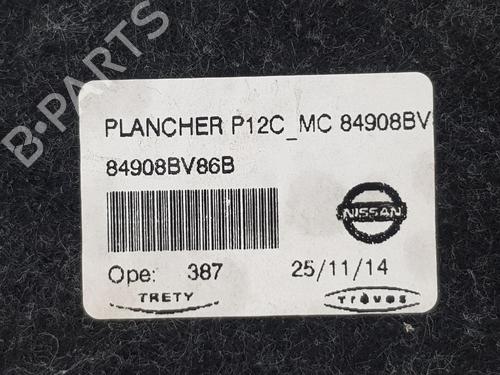 B-PARTS
PLANCHER P12C_MC 84908BV
84908BV86B
NISSAN
Ope: 387 25/11/14
TRETY Trèves